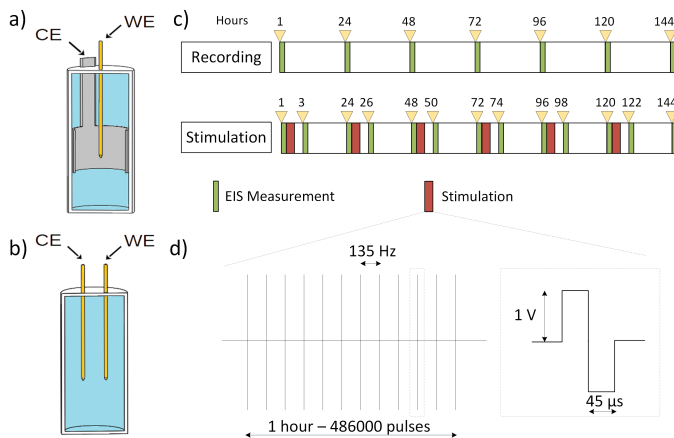 a)
CE
WE
b)
CE
WE
c)
Hours
1 24 48 72 96 120 144
Recording
1 3 24 26 48 50 72 74 96 98 120 122 144
Stimulation
EIS Measurement
Stimulation
d)
135 Hz
1 hour – 486000 pulses
1 V
45 µs